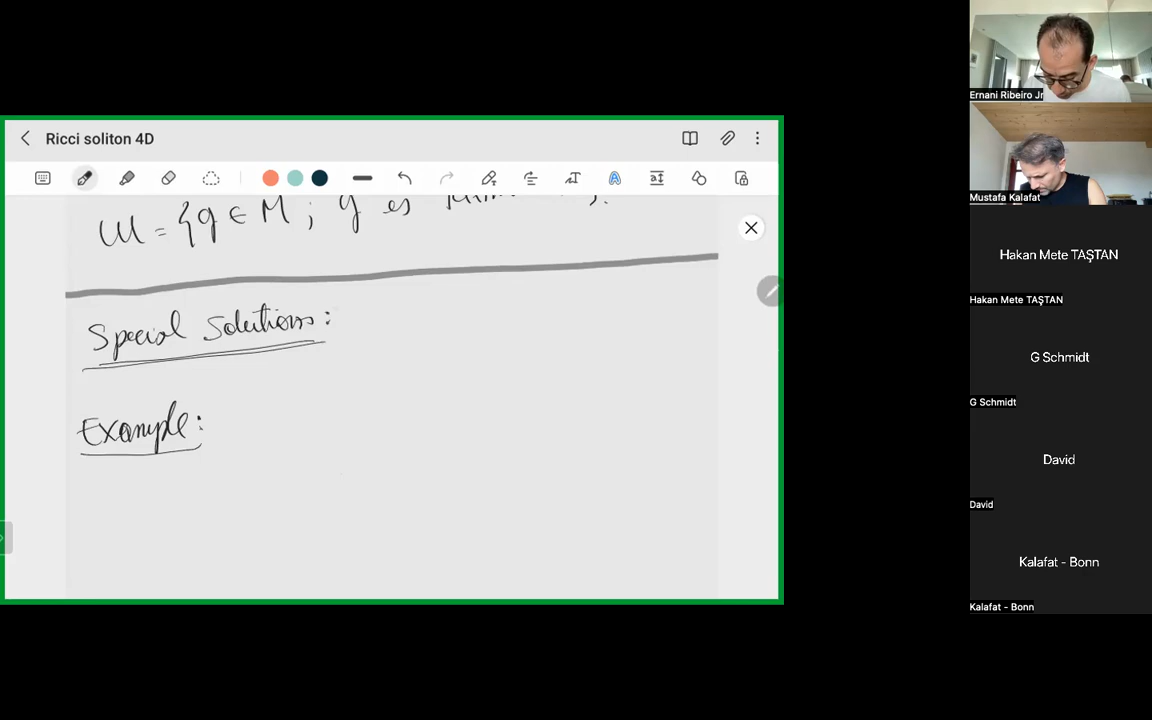 Ricci soliton 4D
M = {g ∈ M ; g es
Special Solutions:
Example:
Ernani Ribeiro Jr
Mustafa Kalafat
Hakan Mete TAŞTAN
Hakan Mete TAŞTAN
G Schmidt
G Schmidt
David
David
Kalafat - Bonn
Kalafat - Bonn